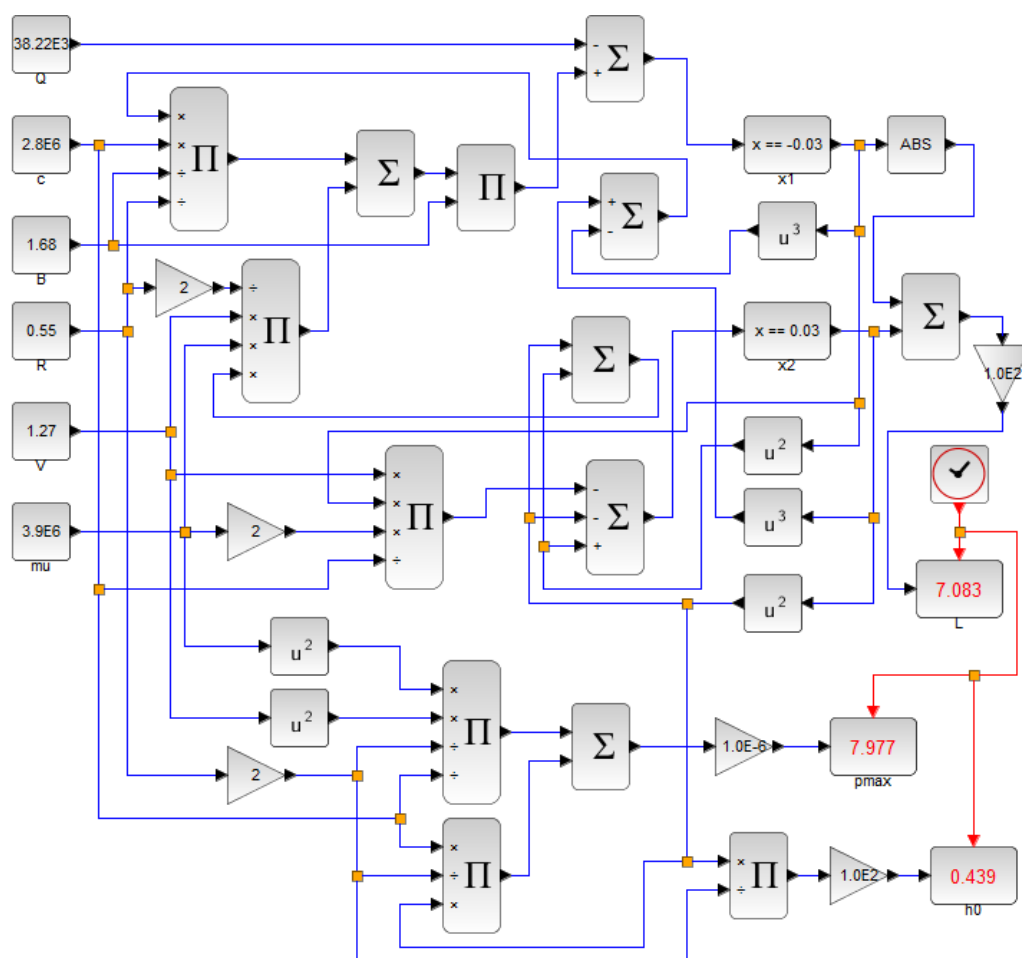 38.22E3
Q
-
+
Σ
2.8E6
c
×
×
÷
÷
Π
Σ
Π
x == -0.03
x1
ABS
1.68
B
+
-
Σ
u³
2
÷
×
×
×
Π
0.55
R
Σ
x == 0.03
x2
Σ
1.0E2
1.27
V
×
×
×
÷
Π
u²
3.9E6
mu
2
-
-
+
Σ
u³
u²
7.083
L
u²
u²
×
×
÷
÷
Π
Σ
2
1.0E-6
7.977
pmax
×
÷
×
Π
×
÷
Π
1.0E2
0.439
h0